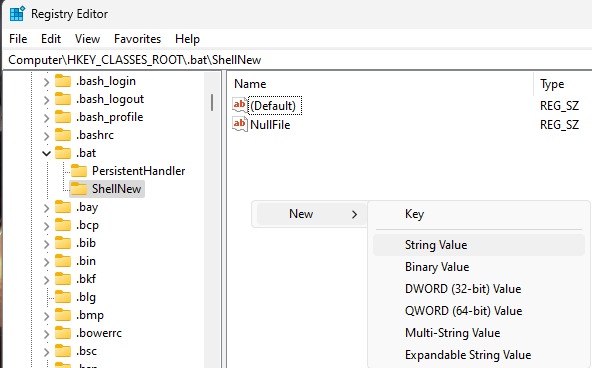 Registry Editor
File Edit View Favorites Help
Computer\HKEY_CLASSES_ROOT\.bat\ShellNew
.bash_login
.bash_logout
.bash_profile
.bashrc
.bat
PersistentHandler
ShellNew
.bay
.bcp
.bib
.bin
.bkf
.blg
.bmp
.bowerrc
.bsc
Name Type
ab (Default) REG_SZ
ab NullFile REG_SZ
New
Key
String Value
Binary Value
DWORD (32-bit) Value
QWORD (64-bit) Value
Multi-String Value
Expandable String Value